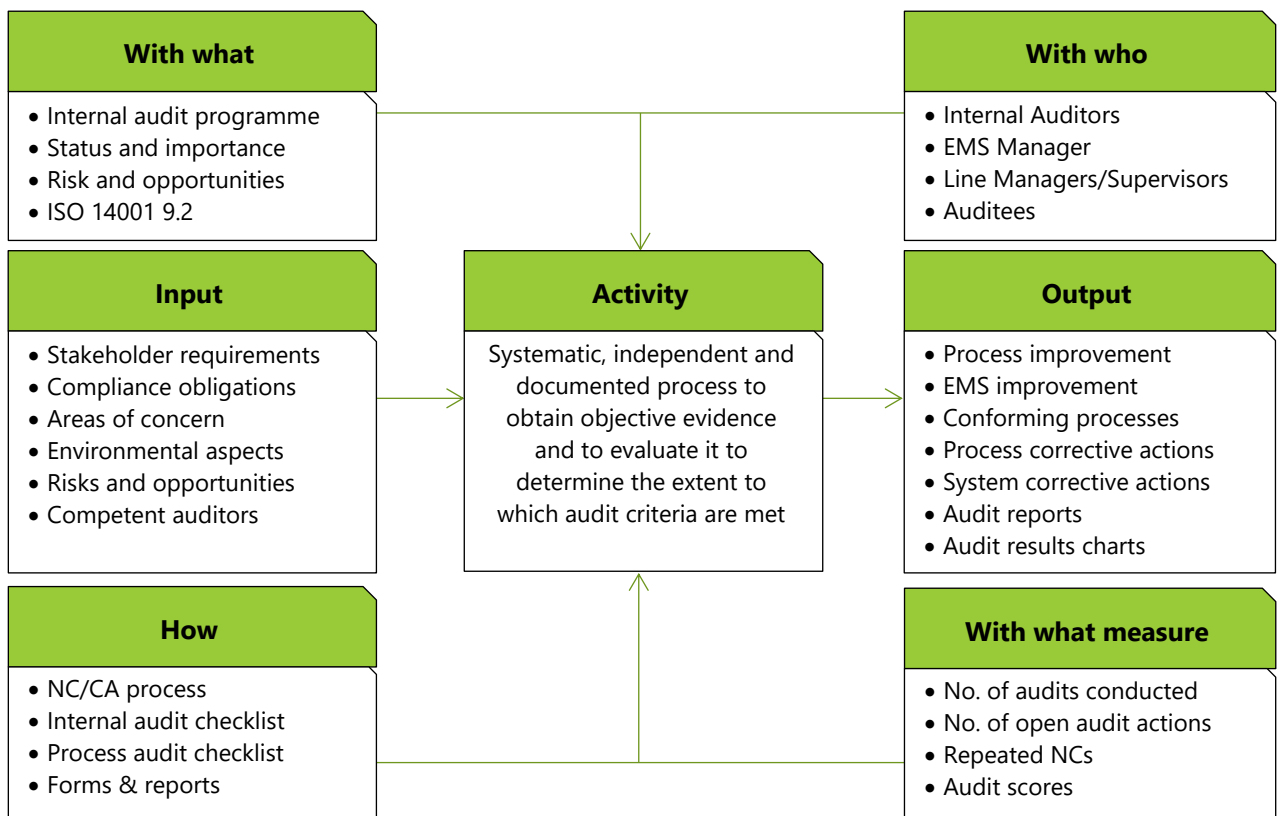 With what
• Internal audit programme
• Status and importance
• Risk and opportunities
• ISO 14001 9.2
With who
• Internal Auditors
• EMS Manager
• Line Managers/Supervisors
• Auditees
Input
• Stakeholder requirements
• Compliance obligations
• Areas of concern
• Environmental aspects
• Risks and opportunities
• Competent auditors
Activity
Systematic, independent and
documented process to
obtain objective evidence
and to evaluate it to
determine the extent to
which audit criteria are met
Output
• Process improvement
• EMS improvement
• Conforming processes
• Process corrective actions
• System corrective actions
• Audit reports
• Audit results charts
How
• NC/CA process
• Internal audit checklist
• Process audit checklist
• Forms & reports
With what measure
• No. of audits conducted
• No. of open audit actions
• Repeated NCs
• Audit scores